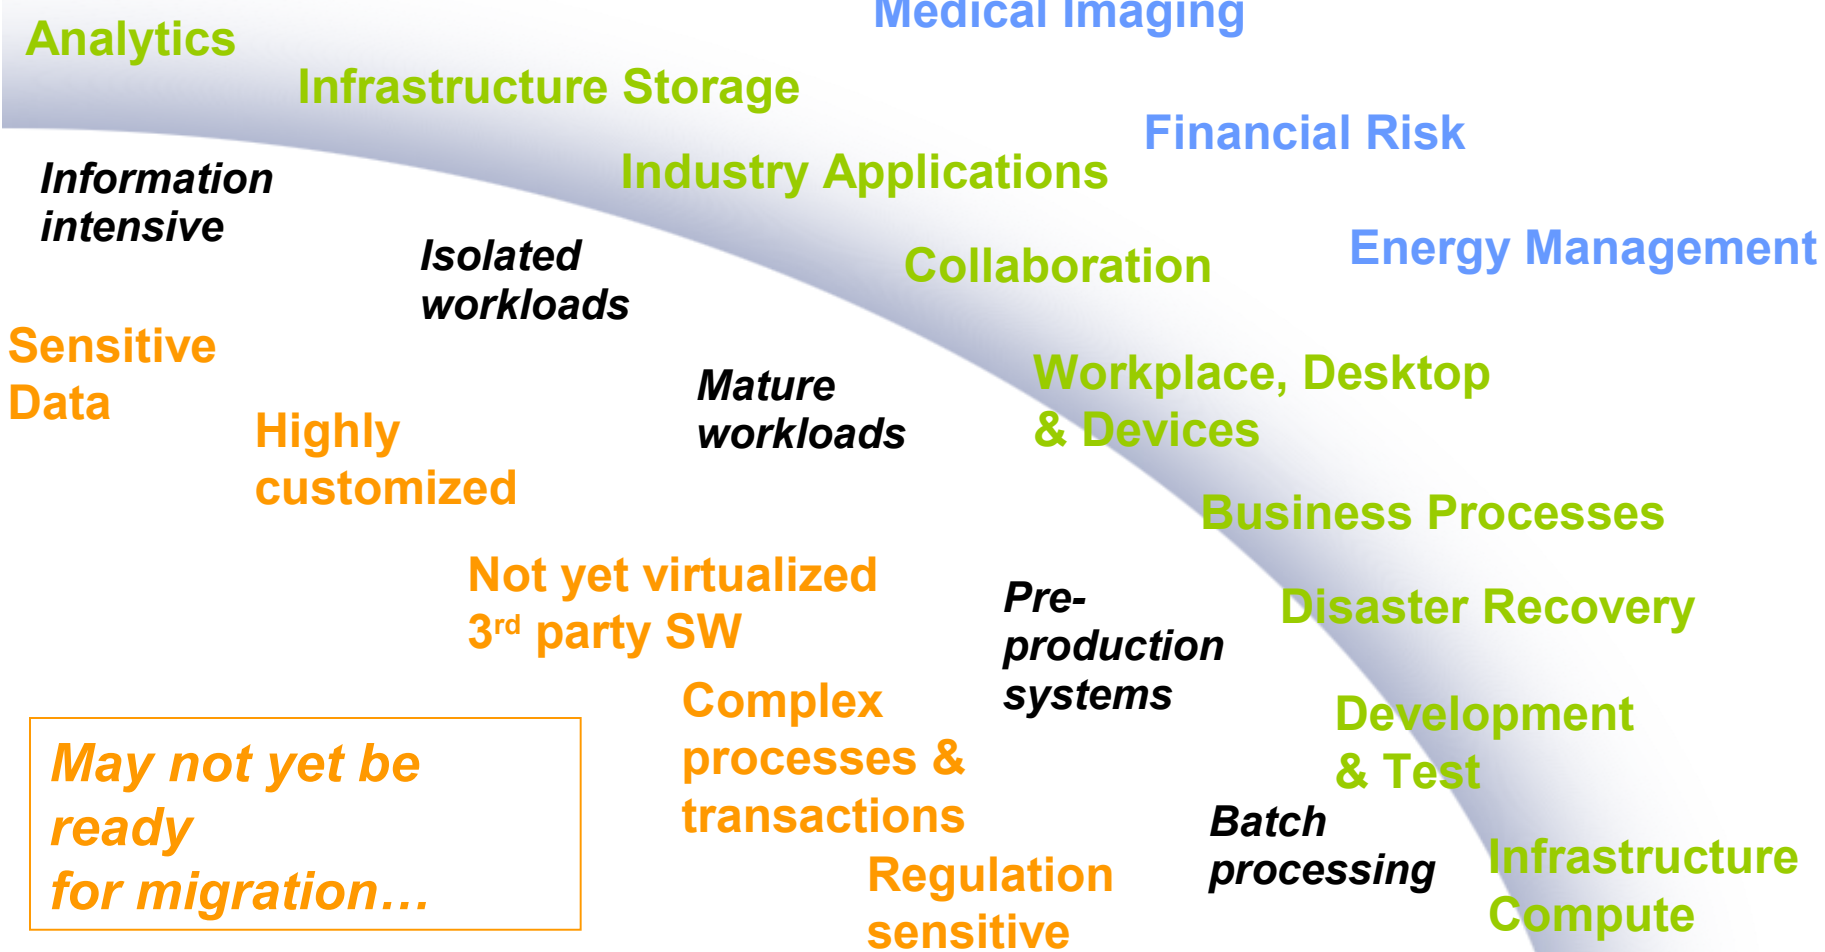 Medical Imaging
Analytics
Infrastructure Storage
Financial Risk
Industry Applications
Information
intensive
Energy Management
Isolated
workloads
Collaboration
Sensitive
Data
Mature
workloads
Workplace, Desktop
& Devices
Highly
customized
Business Processes
Not yet virtualized
3rd party SW
Pre-
production
systems
Disaster Recovery
Complex
processes &
transactions
Development
& Test
May not yet be
ready
for migration…
Batch
processing
Infrastructure
Compute
Regulation
sensitive